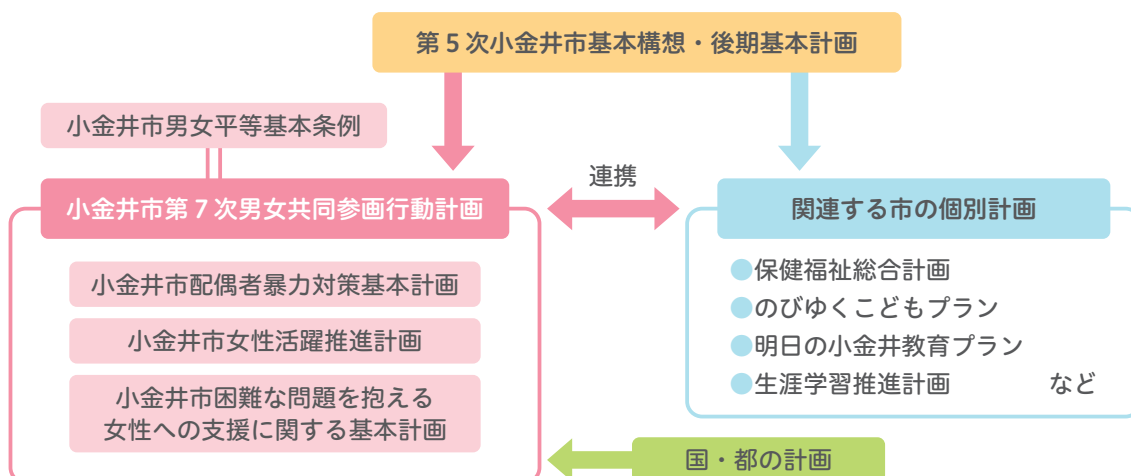 第5次小金井市基本構想・後期基本計画
小金井市男女平等基本条例
連携
小金井市第7次男女共同参画行動計画
関連する市の個別計画
小金井市配偶者暴力対策基本計画
小金井市女性活躍推進計画
小金井市困難な問題を抱える
女性への支援に関する基本計画
●保健福祉総合計画
●のびゆくこどもプラン
●明日の小金井教育プラン
●生涯学習推進計画　　　など
国・都の計画